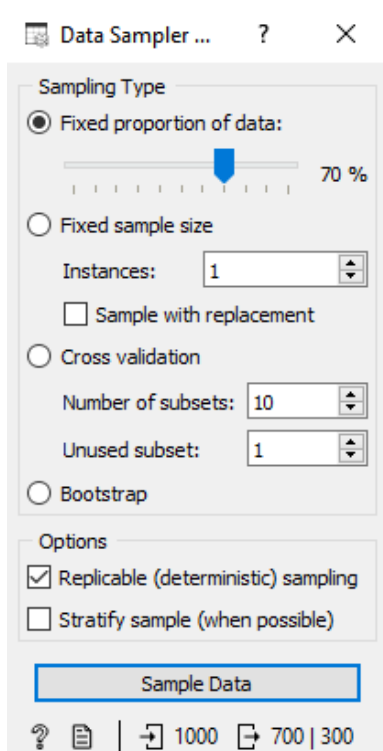 Data Sampler ... ?
Sampling Type
Fixed proportion of data:
70 %
Fixed sample size
Instances: 1
Sample with replacement
Cross validation
Number of subsets: 10
Unused subset: 1
Bootstrap
Options
Replicable (deterministic) sampling
Stratify sample (when possible)
Sample Data
? 1000 700 | 300